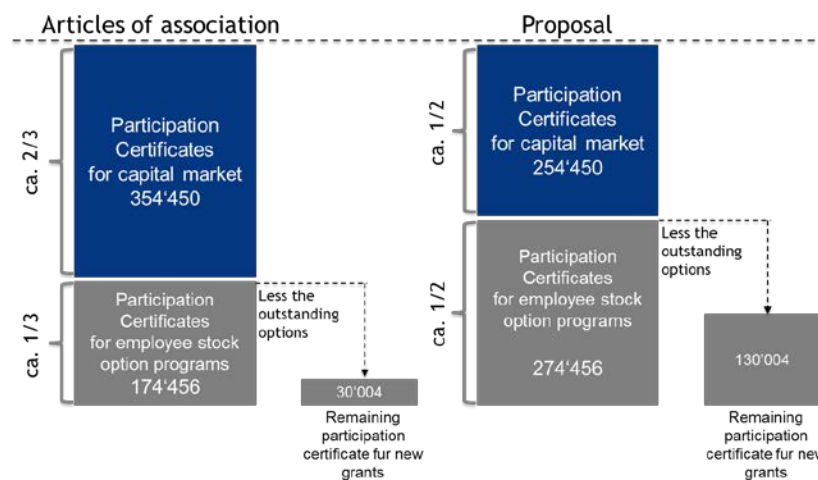 Articles of association
Proposal
ca. 2/3
Participation
Certificates
for capital market
354‘450
ca. 1/3
Participation
Certificates
for employee stock
option programs
174‘456
Less the
outstanding
options
30’004
Remaining
participation
certificate fur new
grants
ca. 1/2
Participation
Certificates
for capital market
254‘450
ca. 1/2
Participation
Certificates
for employee stock
option programs
274‘456
Less the
outstanding
options
130’004
Remaining
participation
certificate fur new
grants